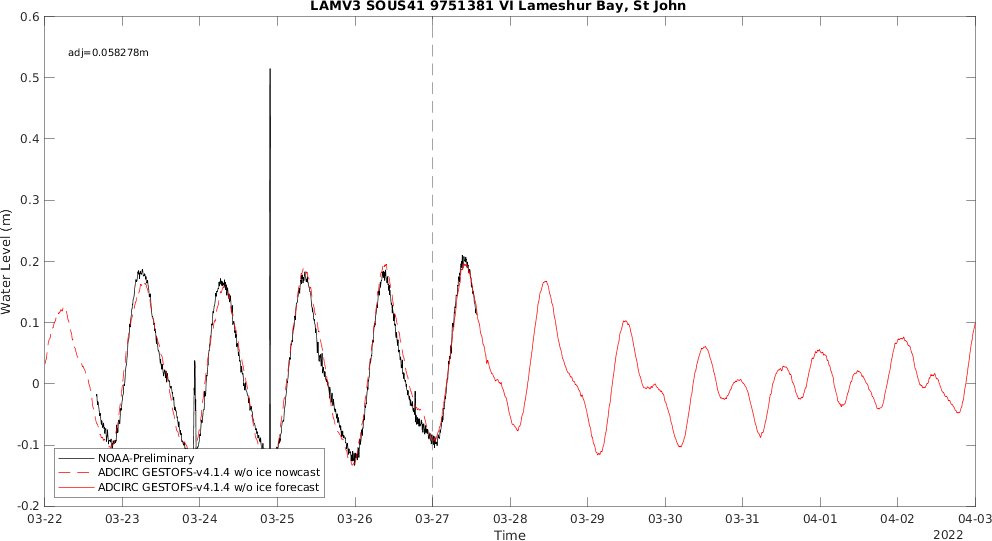 LAMV3 SOUS41 9751381 VI Lameshur Bay, St John
adj=0.058278m
Water Level (m)
0.6
0.5
0.4
0.3
0.2
0.1
0
-0.1
-0.2
NOAA-Preliminary
ADCIRC GESTOFS-v4.1.4 w/o ice nowcast
ADCIRC GESTOFS-v4.1.4 w/o ice forecast
03-22 03-23 03-24 03-25 03-26 03-27 03-28 03-29 03-30 03-31 04-01 04-02 04-03
Time
2022